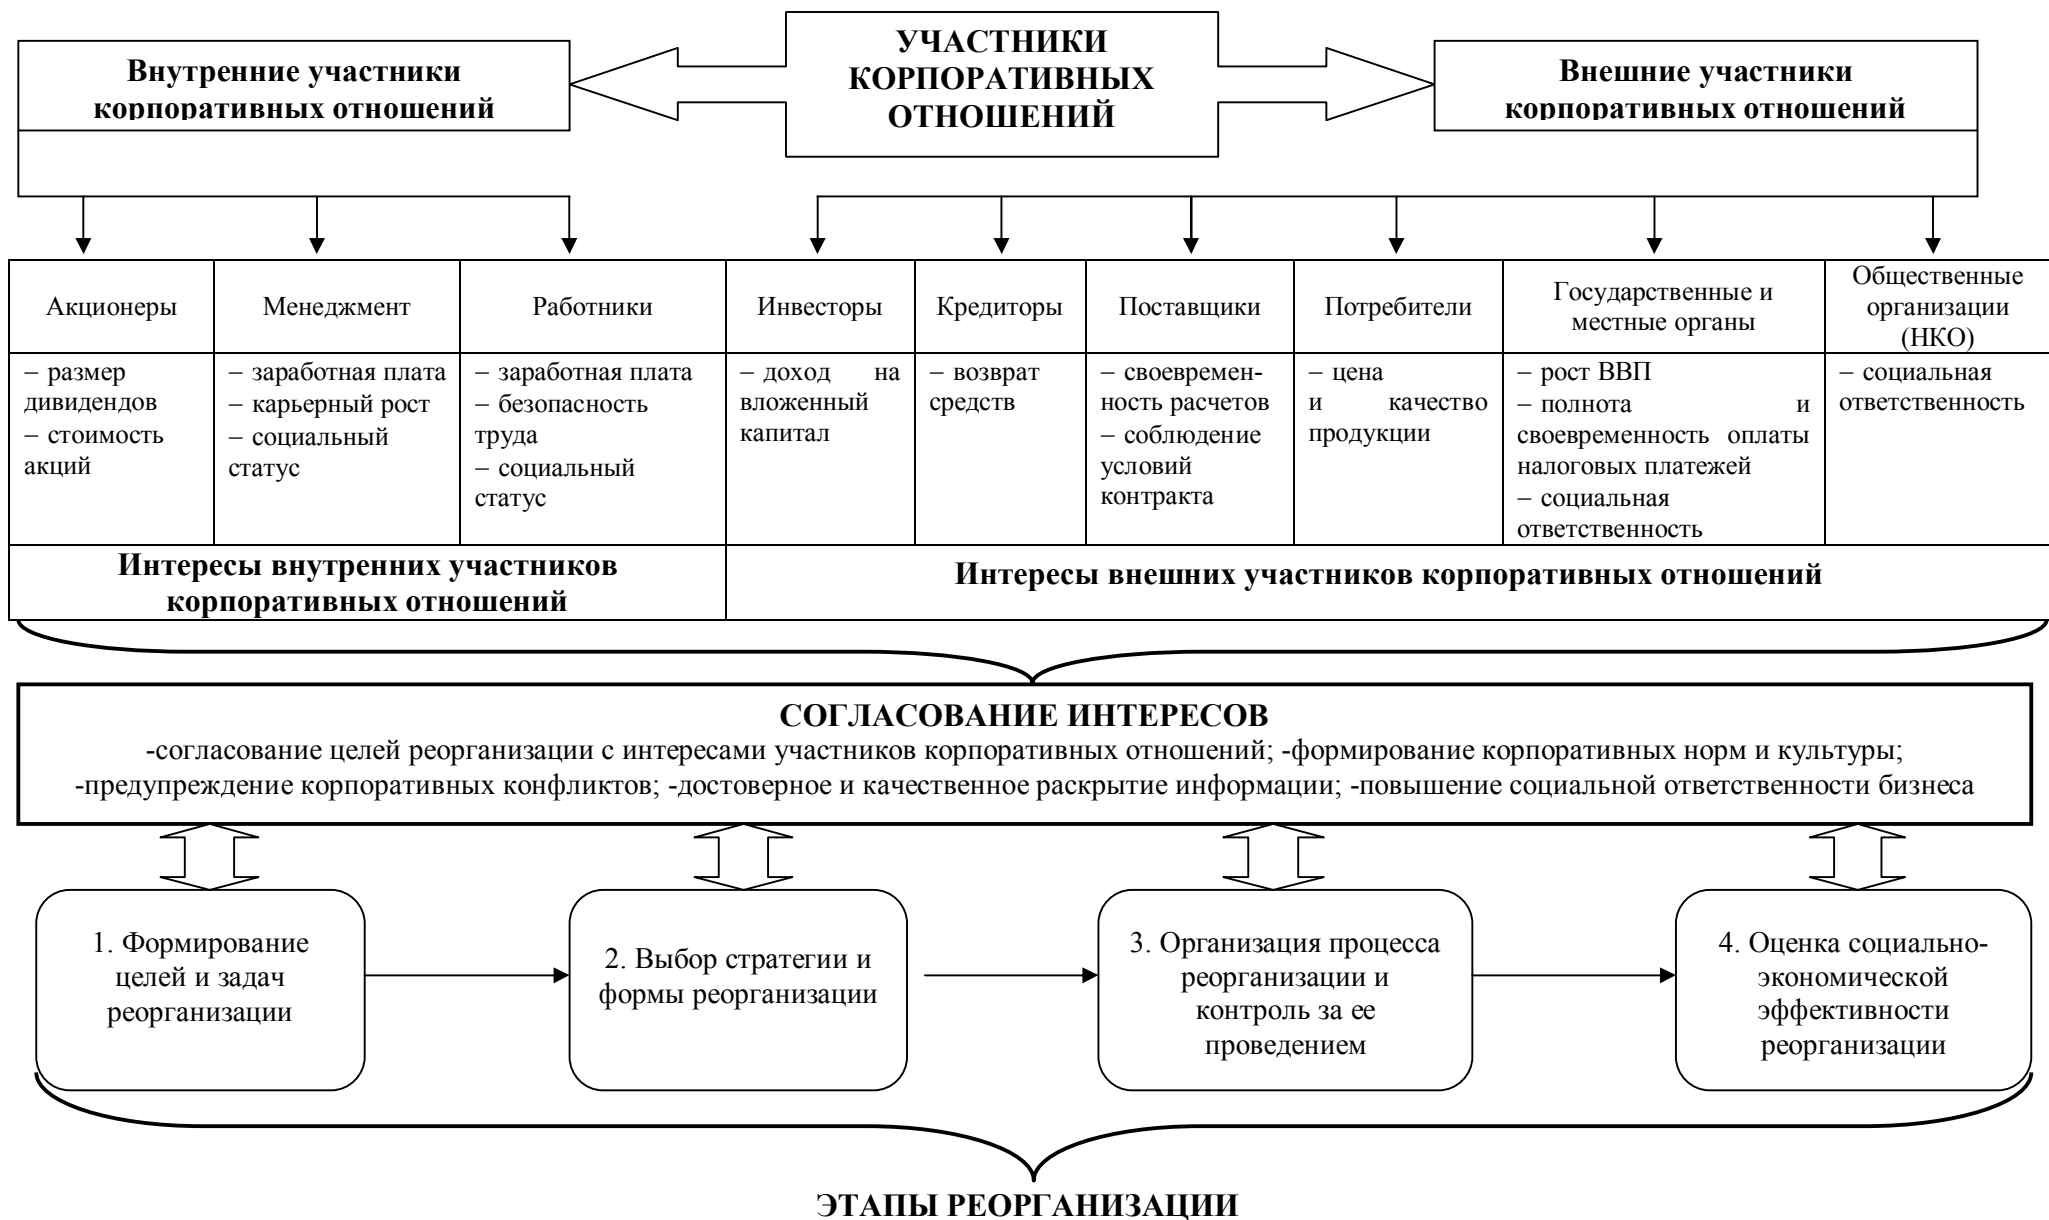 УЧАСТНИКИ
КОРПОРАТИВНЫХ
ОТНОШЕНИЙ
Внутренние участники
корпоративных отношений
Внешние участники
корпоративных отношений
Акционеры
Менеджмент
Работники
Инвесторы
Кредиторы
Поставщики
Потребители
Государственные и
местные органы
Общественные
организации
(НКО)
– размер
дивидендов
– стоимость
акций
– заработная плата
– карьерный рост
– социальный
статус
– заработная плата
– безопасность
труда
– социальный
статус
– доход на
вложенный
капитал
– возврат
средств
– своевремен-
ность расчетов
– соблюдение
условий
контракта
– цена
и качество
продукции
– рост ВВП
– полнота и
своевременность оплаты
налоговых платежей
– социальная
ответственность
– социальная
ответственность
Интересы внутренних участников
корпоративных отношений
Интересы внешних участников корпоративных отношений
СОГЛАСОВАНИЕ ИНТЕРЕСОВ
-согласование целей реорганизации с интересами участников корпоративных отношений; -формирование корпоративных норм и культуры;
-предупреждение корпоративных конфликтов; -достоверное и качественное раскрытие информации; -повышение социальной ответственности бизнеса
1. Формирование
целей и задач
реорганизации
2. Выбор стратегии и
формы реорганизации
3. Организация процесса
реорганизации и
контроль за ее
проведением
4. Оценка социально-
экономической
эффективности
реорганизации
ЭТАПЫ РЕОРГАНИЗАЦИИ